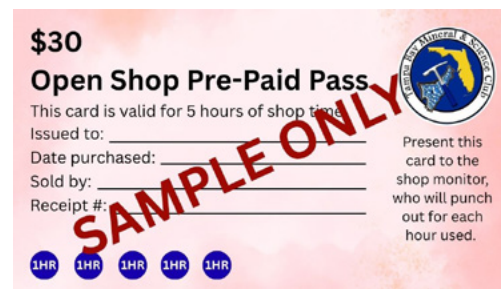 $30
Open Shop Pre-Paid Pass
This card is valid for 5 hours of shop time.
Issued to:
Date purchased:
Sold by:
Receipt #:
SAMPLE ONLY
1HR 1HR 1HR 1HR 1HR
Tampa Bay Mineral & Science Club
Present this
card to the
shop monitor,
who will punch
out for each
hour used.